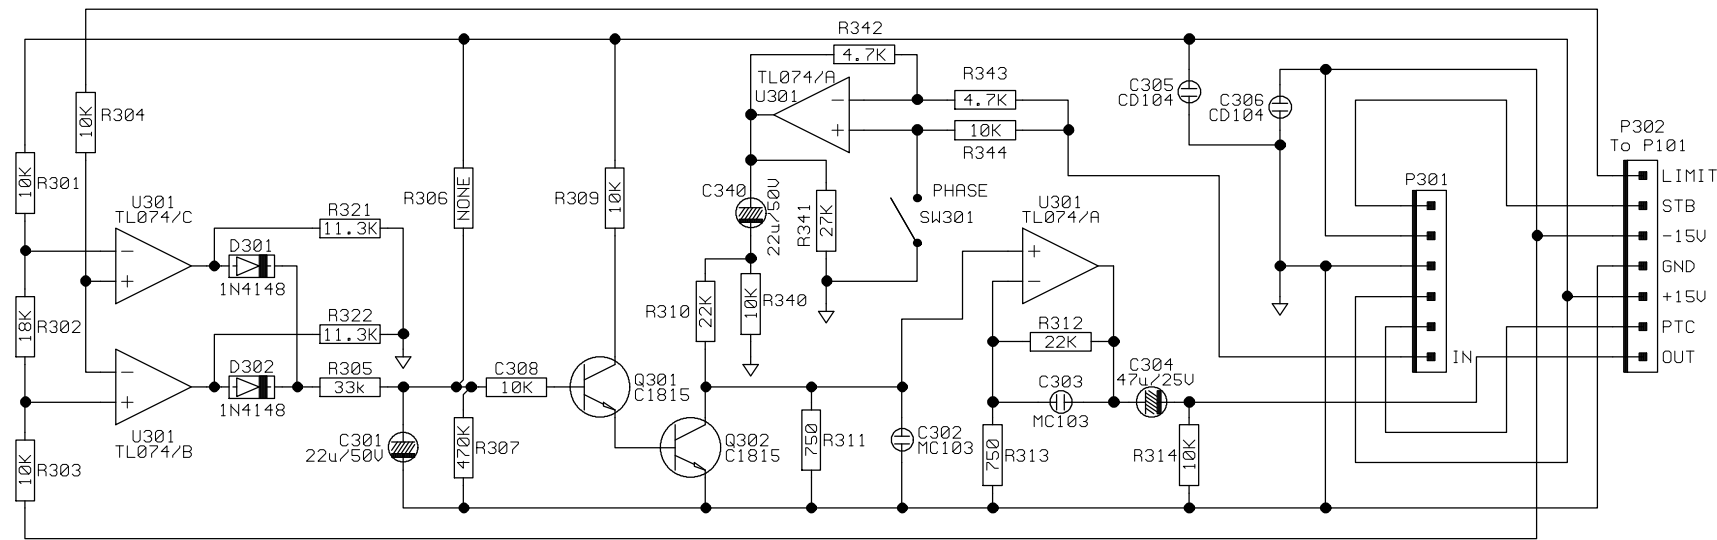 R342
4.7K
TL074/A
U301
R343
4.7K
10K
R344
C305
CD104
C306
CD104
P302
To P101
LIMIT
STB
-15V
GND
+15V
PTC
OUT
P301
IN
10K
R304
10K
R301
U301
TL074/C
R321
11.3K
D301
1N4148
R306
NONE
R309
10K
C340
22u/50V
R341
27K
PHASE
SW301
U301
TL074/A
18K
R302
R322
11.3K
D302
1N4148
R305
33k
C308
10K
R310
22K
10K
R340
R312
22K
Q301
C1815
C303
MC103
C304
47u/25V
U301
TL074/B
10K
R303
C301
22u/50V
470K
R307
Q302
C1815
750
R311
C302
MC103
750
R313
R314
10K